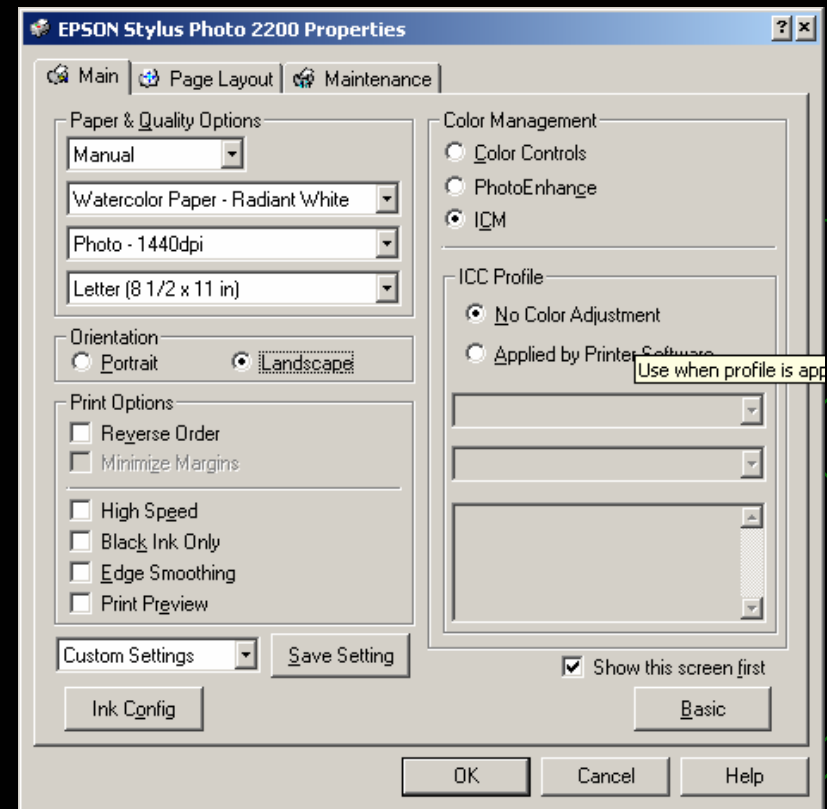 EPSON Stylus Photo 2200 Properties
Main
Page Layout
Maintenance
Paper & Quality Options
Manual
Watercolor Paper - Radiant White
Photo - 1440dpi
Letter (8 1/2 x 11 in)
Orientation
Portrait
Landscape
Print Options
Reverse Order
Minimize Margins
High Speed
Black Ink Only
Edge Smoothing
Print Preview
Custom Settings
Save Setting
Ink Config
Color Management
Color Controls
PhotoEnhance
ICM
ICC Profile
No Color Adjustment
Applied by Printer Software
Use when profile is app
Show this screen first
Basic
OK
Cancel
Help